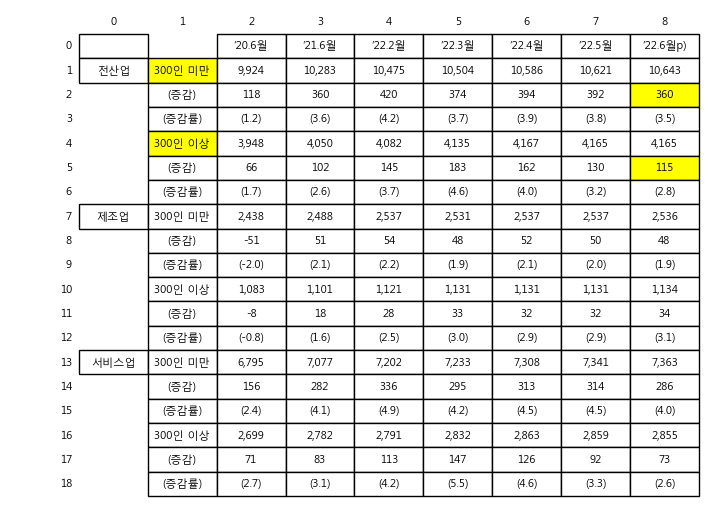 0 1 2 3 4 5 6 7 8
0 ’20.6월 ’21.6월 ’22.2월 ’22.3월 ’22.4월 ’22.5월 ’22.6월p)
1 전산업 300인 미만 9,924 10,283 10,475 10,504 10,586 10,621 10,643
2 (증감) 118 360 420 374 394 392 360
3 (증감률) (1.2) (3.6) (4.2) (3.7) (3.9) (3.8) (3.5)
4 300인 이상 3,948 4,050 4,082 4,135 4,167 4,165 4,165
5 (증감) 66 102 145 183 162 130 115
6 (증감률) (1.7) (2.6) (3.7) (4.6) (4.0) (3.2) (2.8)
7 제조업 300인 미만 2,438 2,488 2,537 2,531 2,537 2,537 2,536
8 (증감) -51 51 54 48 52 50 48
9 (증감률) (-2.0) (2.1) (2.2) (1.9) (2.1) (2.0) (1.9)
10 300인 이상 1,083 1,101 1,121 1,131 1,131 1,131 1,134
11 (증감) -8 18 28 33 32 32 34
12 (증감률) (-0.8) (1.6) (2.5) (3.0) (2.9) (2.9) (3.1)
13 서비스업 300인 미만 6,795 7,077 7,202 7,233 7,308 7,341 7,363
14 (증감) 156 282 336 295 313 314 286
15 (증감률) (2.4) (4.1) (4.9) (4.2) (4.5) (4.5) (4.0)
16 300인 이상 2,699 2,782 2,791 2,832 2,863 2,859 2,855
17 (증감) 71 83 113 147 126 92 73
18 (증감률) (2.7) (3.1) (4.2) (5.5) (4.6) (3.3) (2.6)